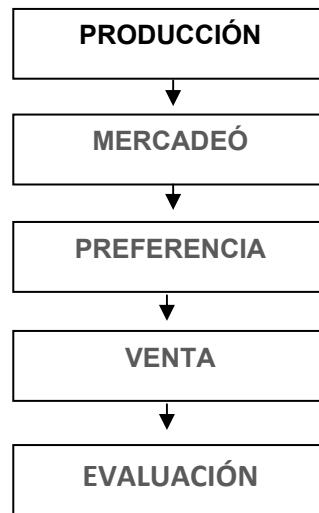 PRODUCCIÓN
MERCADEÓ
PREFERENCIA
VENTA
EVALUACIÓN